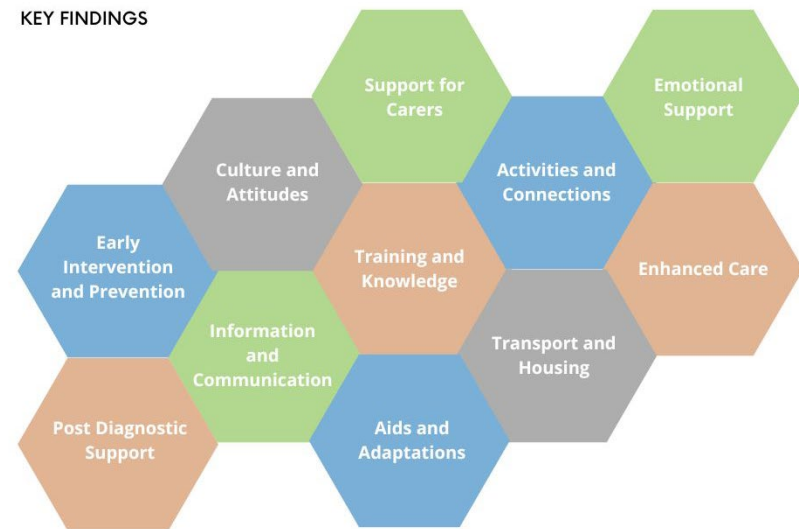 KEY FINDINGS
Support for
Carers
Emotional
Support
Culture and
Attitudes
Activities and
Connections
Early
Intervention
and Prevention
Training and
Knowledge
Enhanced Care
Information
and
Communication
Transport and
Housing
Post Diagnostic
Support
Aids and
Adaptations